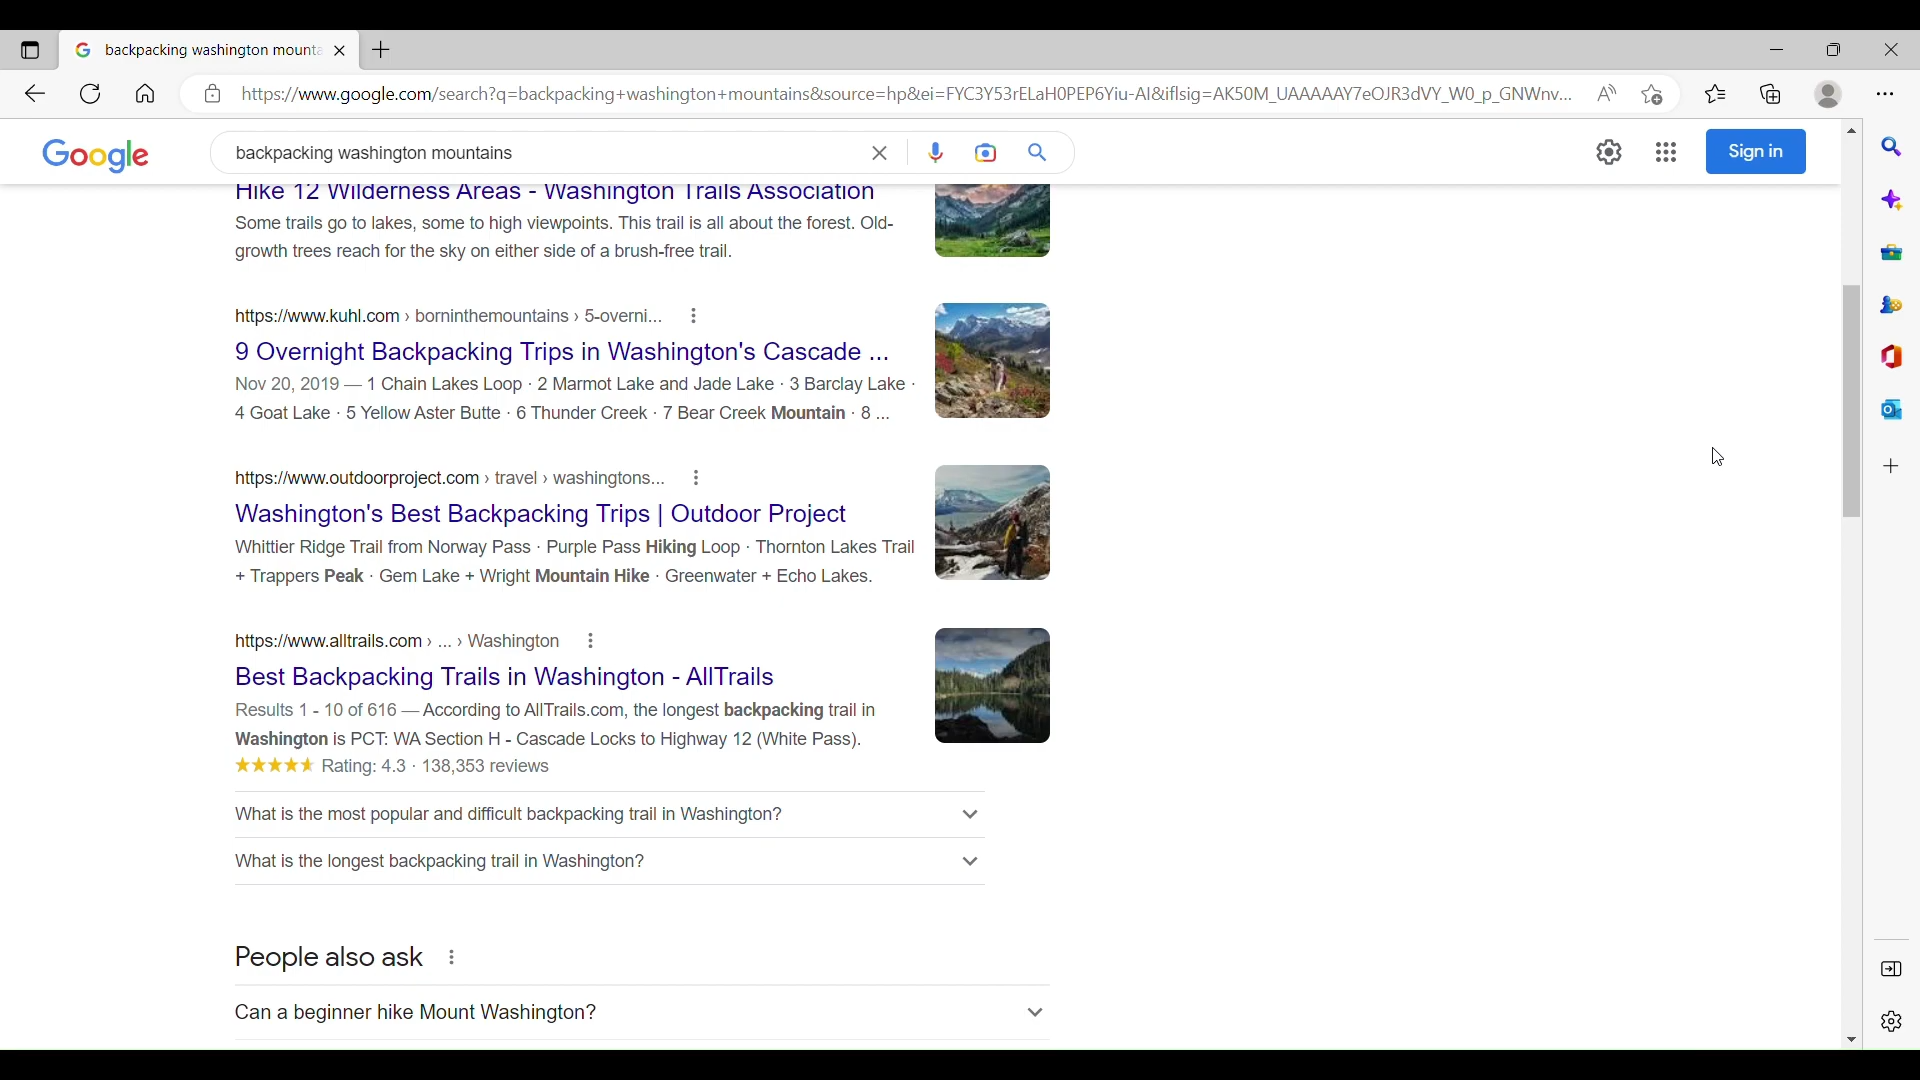 backpacking washington mounta
https://www.google.com/search?q=backpacking+washington+mountains&source=hp&ei=FYC3Y53rELaH0PEP6Yiu-AI&iflsig=AK50M_UAAAAAY7eOJR3dVY_W0_p_GNWnv...
Google
backpacking washington mountains
Sign in
Hike 12 Wilderness Areas - Washington Trails Association
Some trails go to lakes, some to high viewpoints. This trail is all about the forest. Old-
growth trees reach for the sky on either side of a brush-free trail.
https://www.kuhl.com › borninthemountains › 5-overni...
9 Overnight Backpacking Trips in Washington's Cascade ...
Nov 20, 2019 — 1 Chain Lakes Loop · 2 Marmot Lake and Jade Lake · 3 Barclay Lake ·
4 Goat Lake · 5 Yellow Aster Butte · 6 Thunder Creek · 7 Bear Creek Mountain · 8 ...
https://www.outdoorproject.com › travel › washingtons...
Washington's Best Backpacking Trips | Outdoor Project
Whittier Ridge Trail from Norway Pass · Purple Pass Hiking Loop · Thornton Lakes Trail
+ Trappers Peak · Gem Lake + Wright Mountain Hike · Greenwater + Echo Lakes.
https://www.alltrails.com › ... › Washington
Best Backpacking Trails in Washington - AllTrails
Results 1 - 10 of 616 — According to AllTrails.com, the longest backpacking trail in
Washington is PCT: WA Section H - Cascade Locks to Highway 12 (White Pass).
Rating: 4.3 · 138,353 reviews
What is the most popular and difficult backpacking trail in Washington?
What is the longest backpacking trail in Washington?
People also ask
Can a beginner hike Mount Washington?